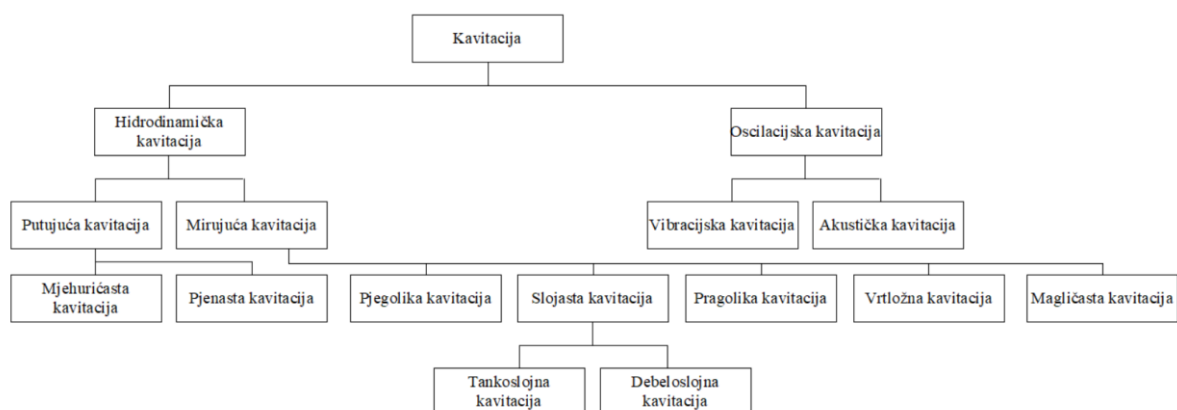 Kavitacija
Hidrodinamička
kavitacija
Oscilacijska kavitacija
Putujuća kavitacija
Mirujuća kavitacija
Vibracijska kavitacija
Akustička kavitacija
Mjehurićasta
kavitacija
Pjenasta kavitacija
Pjegolika kavitacija
Slojasta kavitacija
Pragolika kavitacija
Vrtložna kavitacija
Magličasta kavitacija
Tankoslojna
kavitacija
Debeloslojna
kavitacija